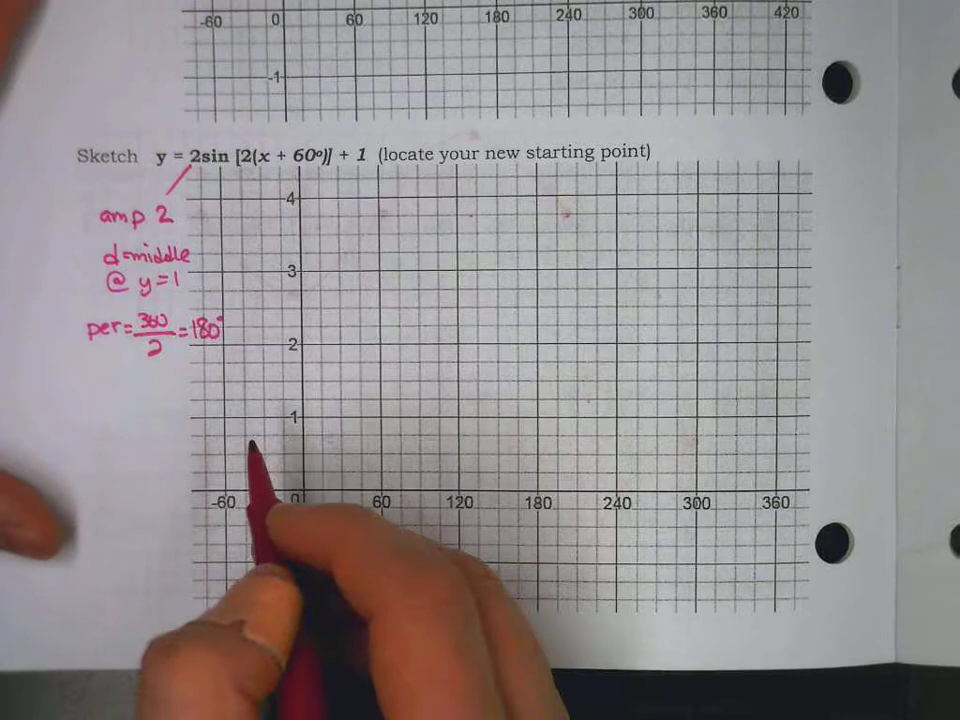 -60 0 60 120 180 240 300 360 420
-1
Sketch y = 2sin [2(x + 60º)] + 1 (locate your new starting point)
amp 2
d=middle
@ y=1
per=360/2=180°
4
3
2
1
-60 0 60 120 180 240 300 360